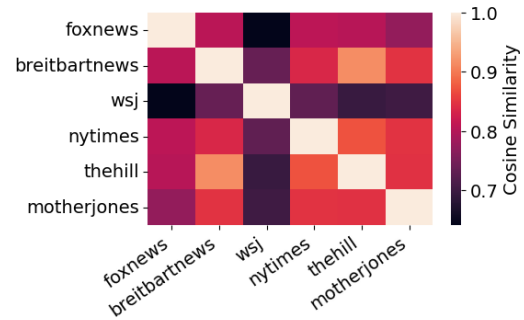 foxnews
breitbartnews
wsj
nytimes
thehill
motherjones
foxnews
breitbartnews
wsj
nytimes
thehill
motherjones
1.0
0.9
0.8
0.7
Cosine Similarity